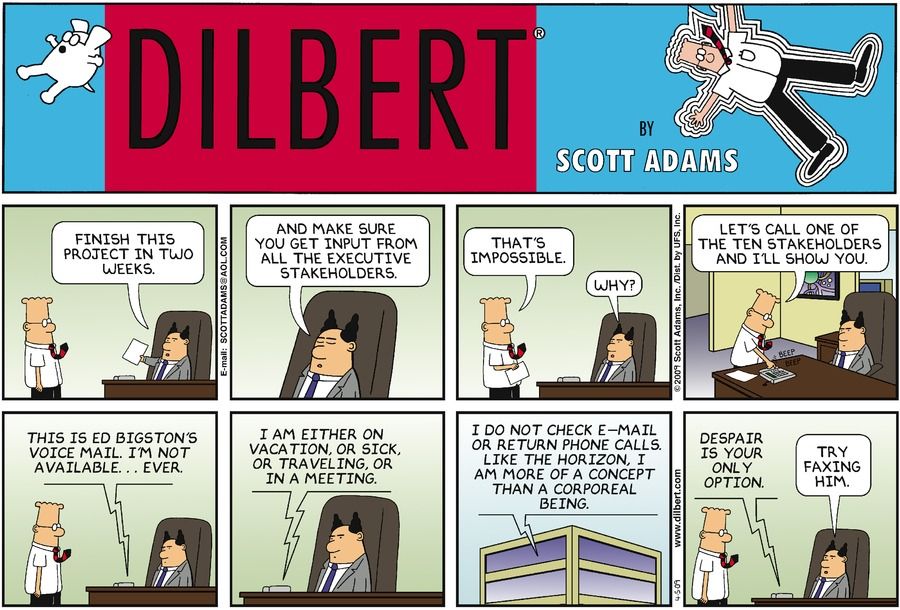 DILBERT®
BY
SCOTT ADAMS
FINISH THIS
PROJECT IN TWO
WEEKS.
E-mail: SCOTTADAMS@AOL.COM
AND MAKE SURE
YOU GET INPUT FROM
ALL THE EXECUTIVE
STAKEHOLDERS.
THAT'S
IMPOSSIBLE.
WHY?
©2009 Scott Adams, Inc./Dist. by UFS, Inc.
LET'S CALL ONE OF
THE TEN STAKEHOLDERS
AND I'LL SHOW YOU.
BEEP
BEEP
THIS IS ED BIGSTON'S
VOICE MAIL. I'M NOT
AVAILABLE... EVER.
I AM EITHER ON
VACATION, OR SICK,
OR TRAVELING, OR
IN A MEETING.
I DO NOT CHECK E-MAIL
OR RETURN PHONE CALLS.
LIKE THE HORIZON, I
AM MORE OF A CONCEPT
THAN A CORPOREAL
BEING.
www.dilbert.com
4-5-09
DESPAIR
IS YOUR
ONLY
OPTION.
TRY
FAXING
HIM.